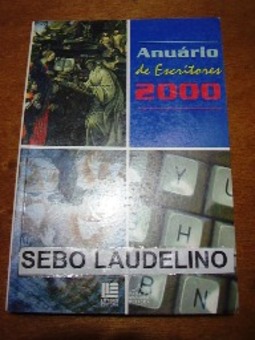 Anuário
de Escritores
2000
Y U
H
B N
SEBO LAUDELINO